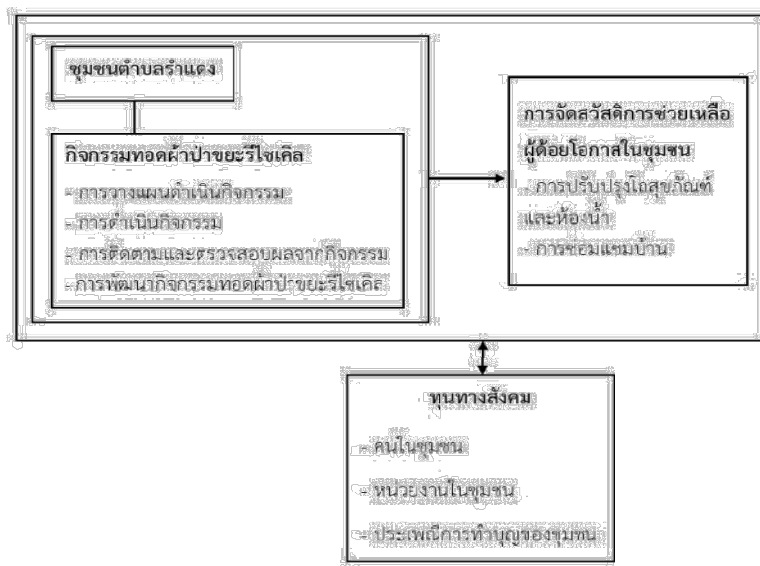 ชุมชนตำบลรำแดง
กิจกรรมทอดผ้าป่าขยะรีไซเคิล
- การวางแผนดำเนินกิจกรรม
- การดำเนินกิจกรรม
- การติดตามและตรวจสอบผลจากกิจกรรม
- การพัฒนากิจกรรมทอดผ้าป่าขยะรีไซเคิล
การจัดสวัสดิการช่วยเหลือ
ผู้ด้อยโอกาสในชุมชน
- การปรับปรุงโถสุขภัณฑ์
และห้องน้ำ
- การซ่อมแซมบ้าน
ทุนทางสังคม
- คนในชุมชน
- หน่วยงานในชุมชน
- ประเพณีการทำบุญของชุมชน